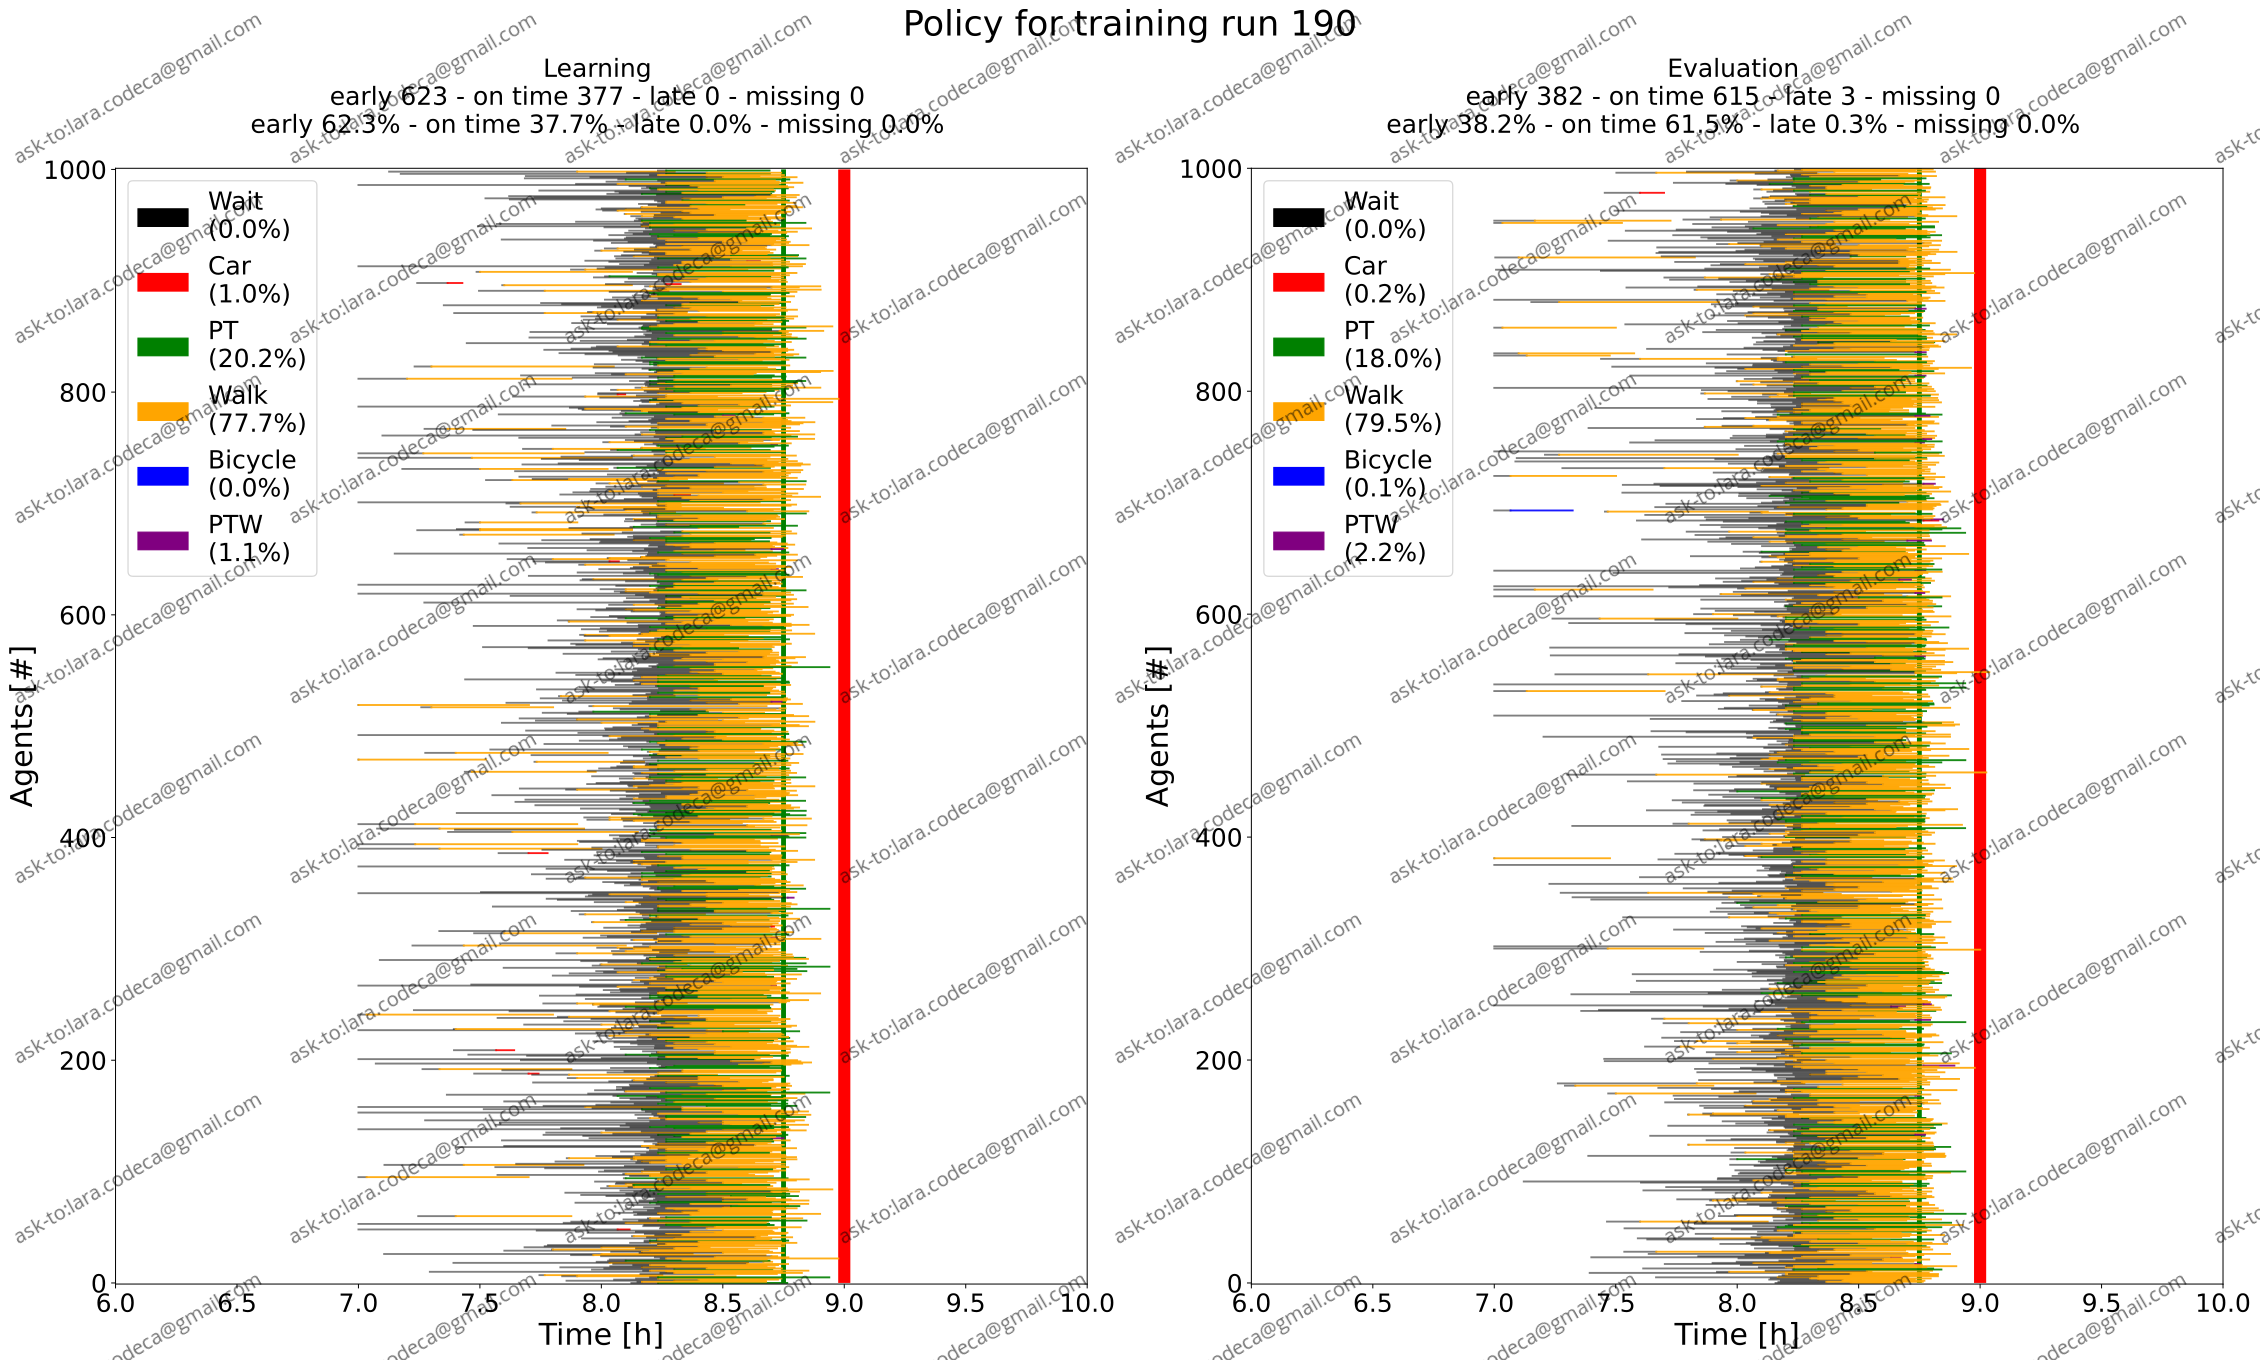 Policy for training run 190
Learning
early 623 - on time 377 - late 0 - missing 0
early 62.3% - on time 37.7% - late 0.0% - missing 0.0%
Evaluation
early 382 - on time 615 - late 3 - missing 0
early 38.2% - on time 61.5% - late 0.3% - missing 0.0%
Agents [#]
1000
800
600
400
200
0
Wait
(0.0%)
Car
(1.0%)
PT
(20.2%)
Walk
(77.7%)
Bicycle
(0.0%)
PTW
(1.1%)
6.0 6.5 7.0 7.5 8.0 8.5 9.0 9.5 10.0
Time [h]
Agents [#]
1000
800
600
400
200
0
Wait
(0.0%)
Car
(0.2%)
PT
(18.0%)
Walk
(79.5%)
Bicycle
(0.1%)
PTW
(2.2%)
6.0 6.5 7.0 7.5 8.0 8.5 9.0 9.5 10.0
Time [h]
ask-to:lara.codeca@gmail.com